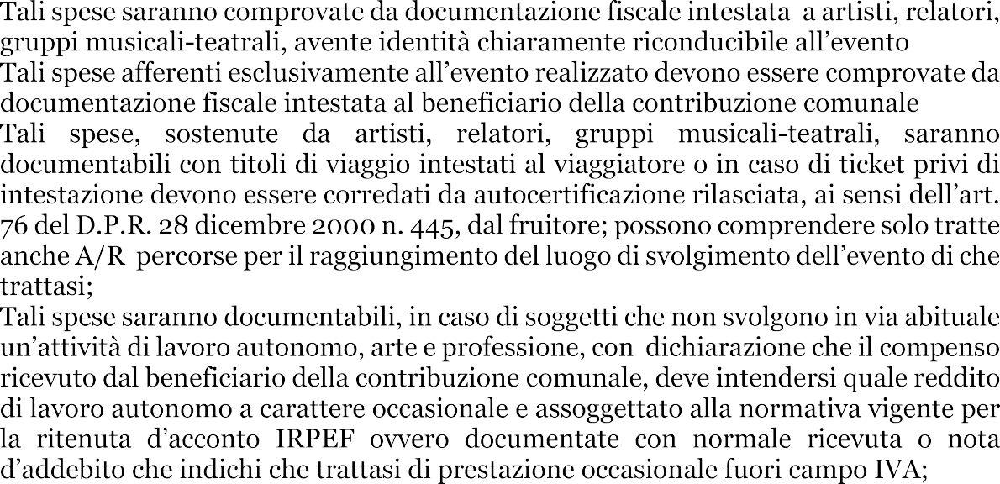 Tali spese saranno comprovate da documentazione fiscale intestata  a artisti, relatori,
gruppi musicali-teatrali, avente identità chiaramente riconducibile all’evento
Tali spese afferenti esclusivamente all’evento realizzato devono essere comprovate da
documentazione fiscale intestata al beneficiario della contribuzione comunale
Tali spese, sostenute da artisti, relatori, gruppi musicali-teatrali, saranno
documentabili con titoli di viaggio intestati al viaggiatore o in caso di ticket privi di
intestazione devono essere corredati da autocertificazione rilasciata, ai sensi dell’art.
76 del D.P.R. 28 dicembre 2000 n. 445, dal fruitore; possono comprendere solo tratte
anche A/R  percorse per il raggiungimento del luogo di svolgimento dell’evento di che
trattasi;
Tali spese saranno documentabili, in caso di soggetti che non svolgono in via abituale
un’attività di lavoro autonomo, arte e professione, con  dichiarazione che il compenso
ricevuto dal beneficiario della contribuzione comunale, deve intendersi quale reddito
di lavoro autonomo a carattere occasionale e assoggettato alla normativa vigente per
la ritenuta d’acconto IRPEF ovvero documentate con normale ricevuta o nota
d’addebito che indichi che trattasi di prestazione occasionale fuori campo IVA;